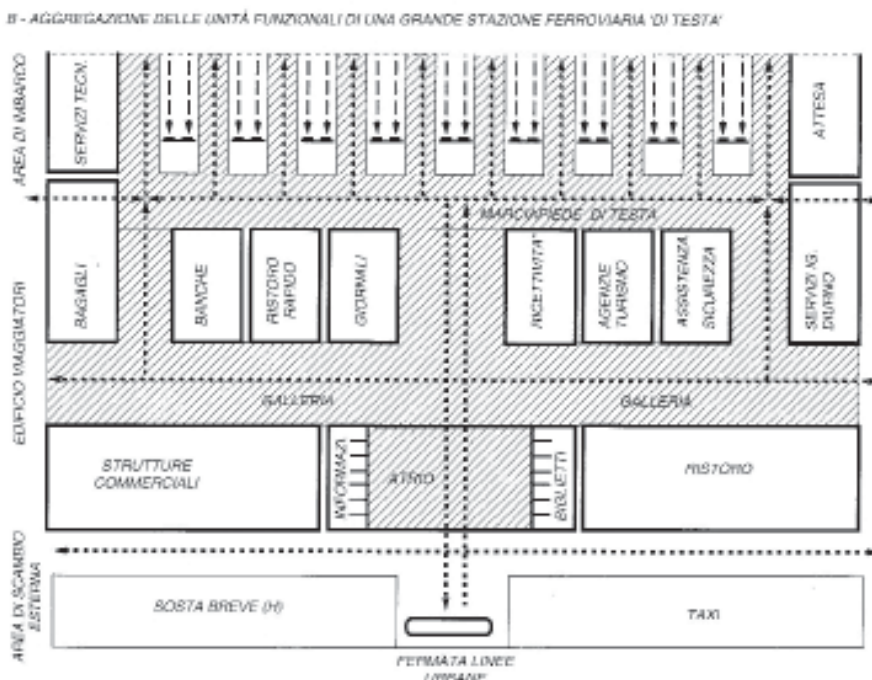 B - AGGREGAZIONE DELLE UNITÀ FUNZIONALI DI UNA GRANDE STAZIONE FERROVIARIA 'DI TESTA'
AREA DI IMBARCO
SERVIZI TECN.
ATTESA
MARCIAPIEDE DI TESTA
EDIFICIO VIAGGIATORI
BAGAGLI
BANCHE
RISTORO
RAPIDO
GIORNALI
RICETTIVITA'
AGENZIE
TURISMO
ASSISTENZA
SICUREZZA
SERVIZI IG.
DIURNO
GALLERIA
GALLERIA
STRUTTURE
COMMERCIALI
INFORMAZI.
ATRIO
BIGLIETTI
RISTORO
AREA DI SCAMBIO
ESTERNA
SOSTA BREVE (H)
TAXI
FERMATA LINEE
URBANE